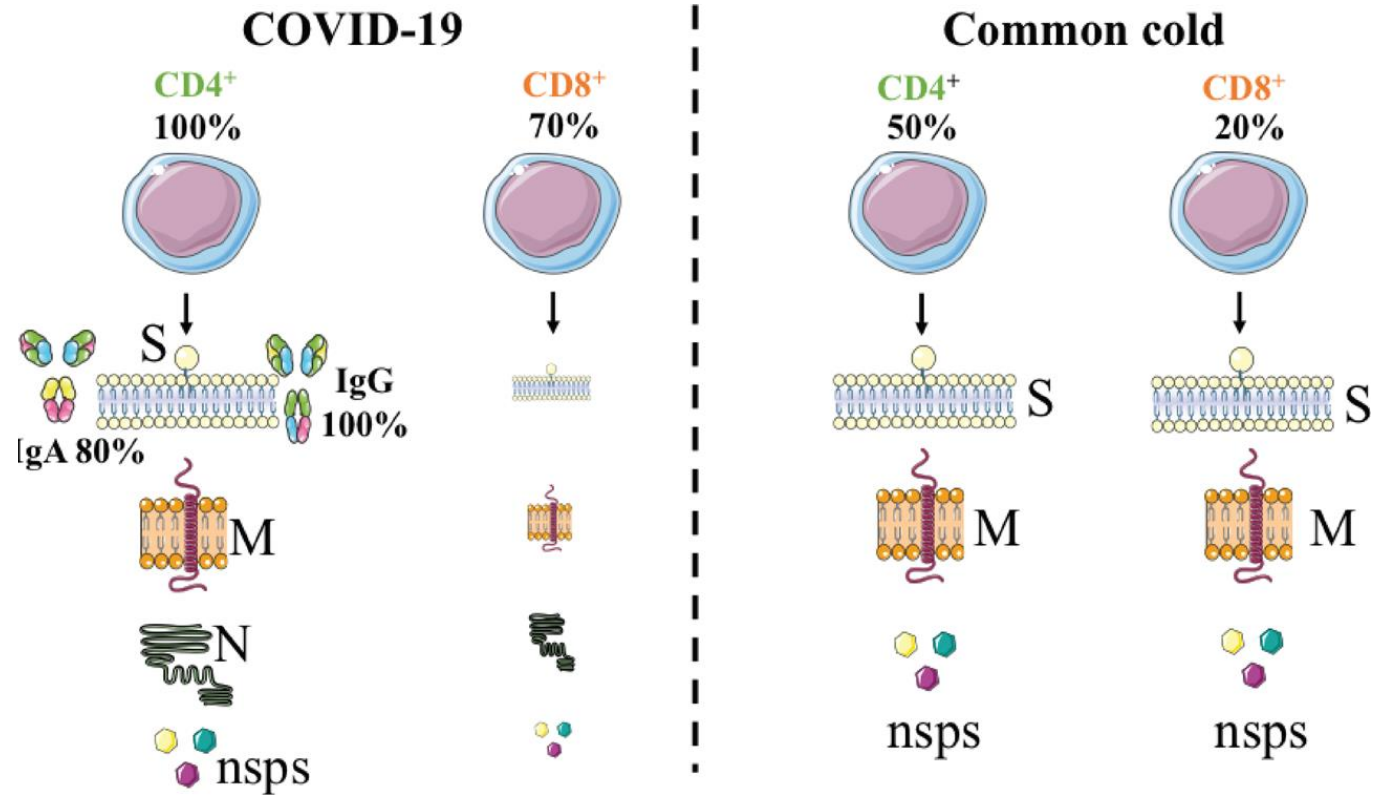 COVID-19
CD4+
100%
CD8+
70%
S
IgG
100%
IgA 80%
M
N
nsps
Common cold
CD4+
50%
CD8+
20%
S
S
M
M
nsps
nsps